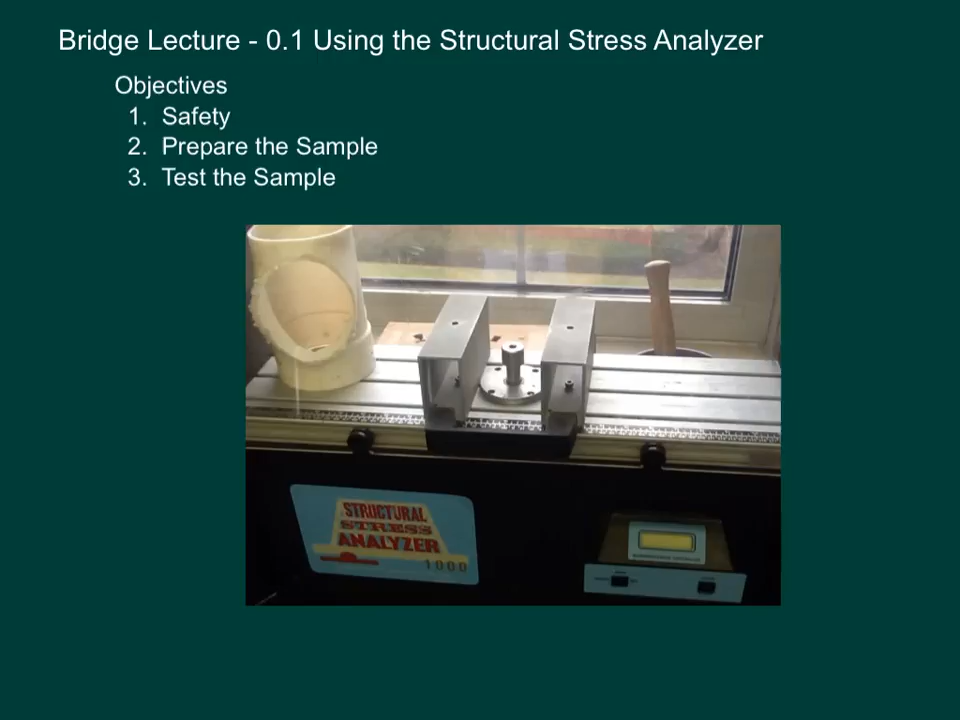 Bridge Lecture - 0.1 Using the Structural Stress Analyzer
Objectives
1. Safety
2. Prepare the Sample
3. Test the Sample
STRUCTURAL
STRESS
ANALYZER
1000